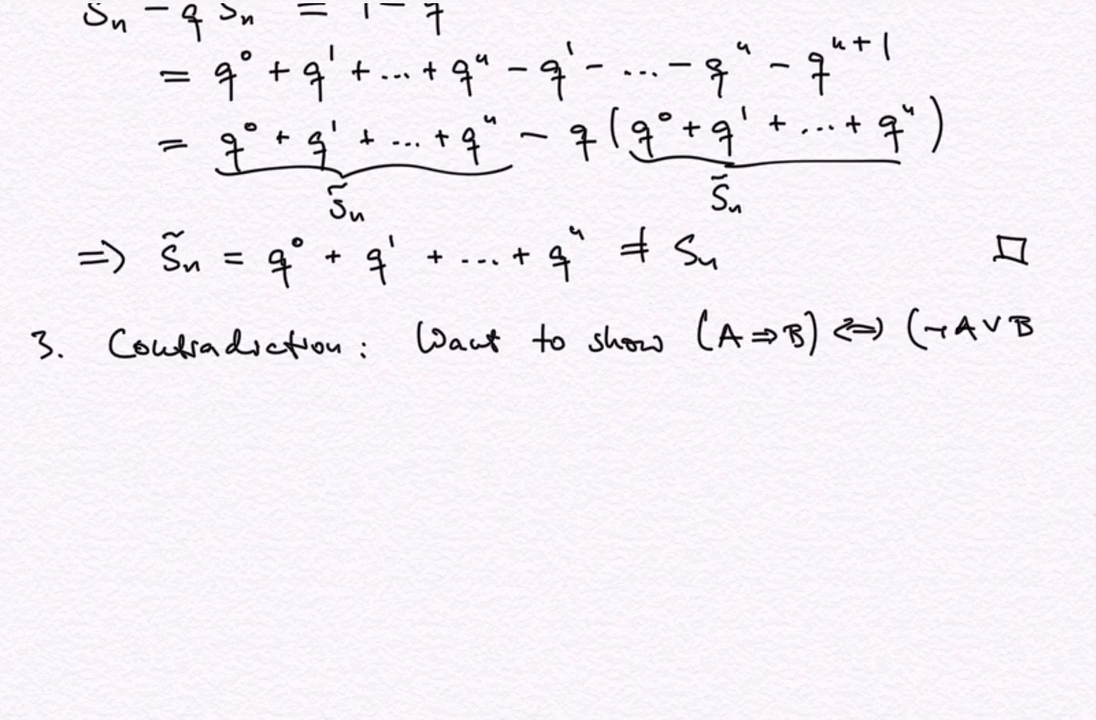 S̃ₙ − q S̃ₙ = 1 − q
= q⁰ + q¹ + ... + qⁿ − q¹ − ... − qⁿ − qⁿ⁺¹
= q⁰ + q¹ + ... + qⁿ − q (q⁰ + q¹ + ... + qⁿ)
S̃ₙ S̃ₙ
=> S̃ₙ = q⁰ + q¹ + ... + qⁿ ≠ Sₙ □
3. Contradiction: Want to show (A ⇒ B) ⇔ (¬A ∨ B